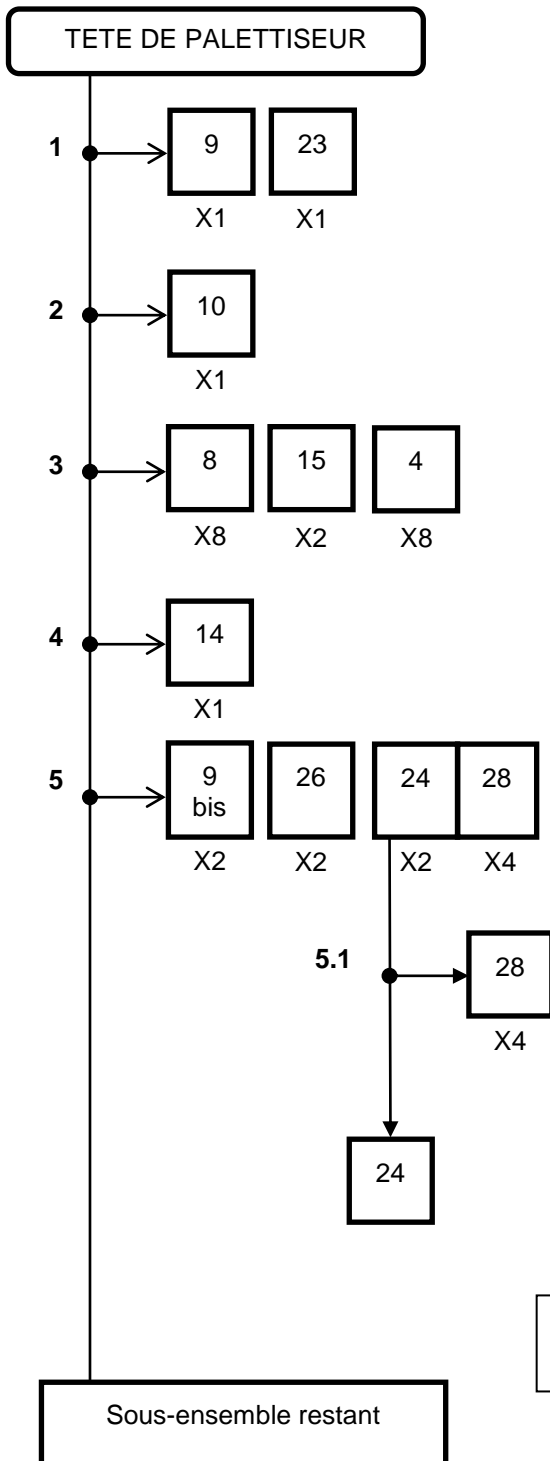 TETE DE PALETTISEUR
1
9
23
X1
X1
2
10
X1
3
8
15
4
X8
X2
X8
4
14
X1
5
9
bis
26
24
28
X2
X2
X2
X4
5.1
28
X4
24
Sous-ensemble restant